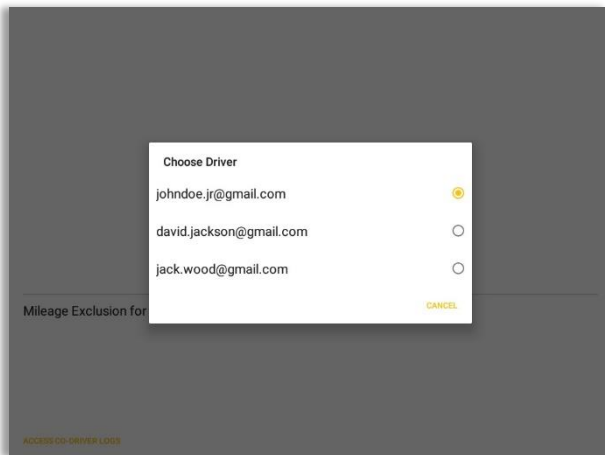 Choose Driver
johndoe.jr@gmail.com
david.jackson@gmail.com
jack.wood@gmail.com
CANCEL
Mileage Exclusion for
ACCESS CO-DRIVER LOGS